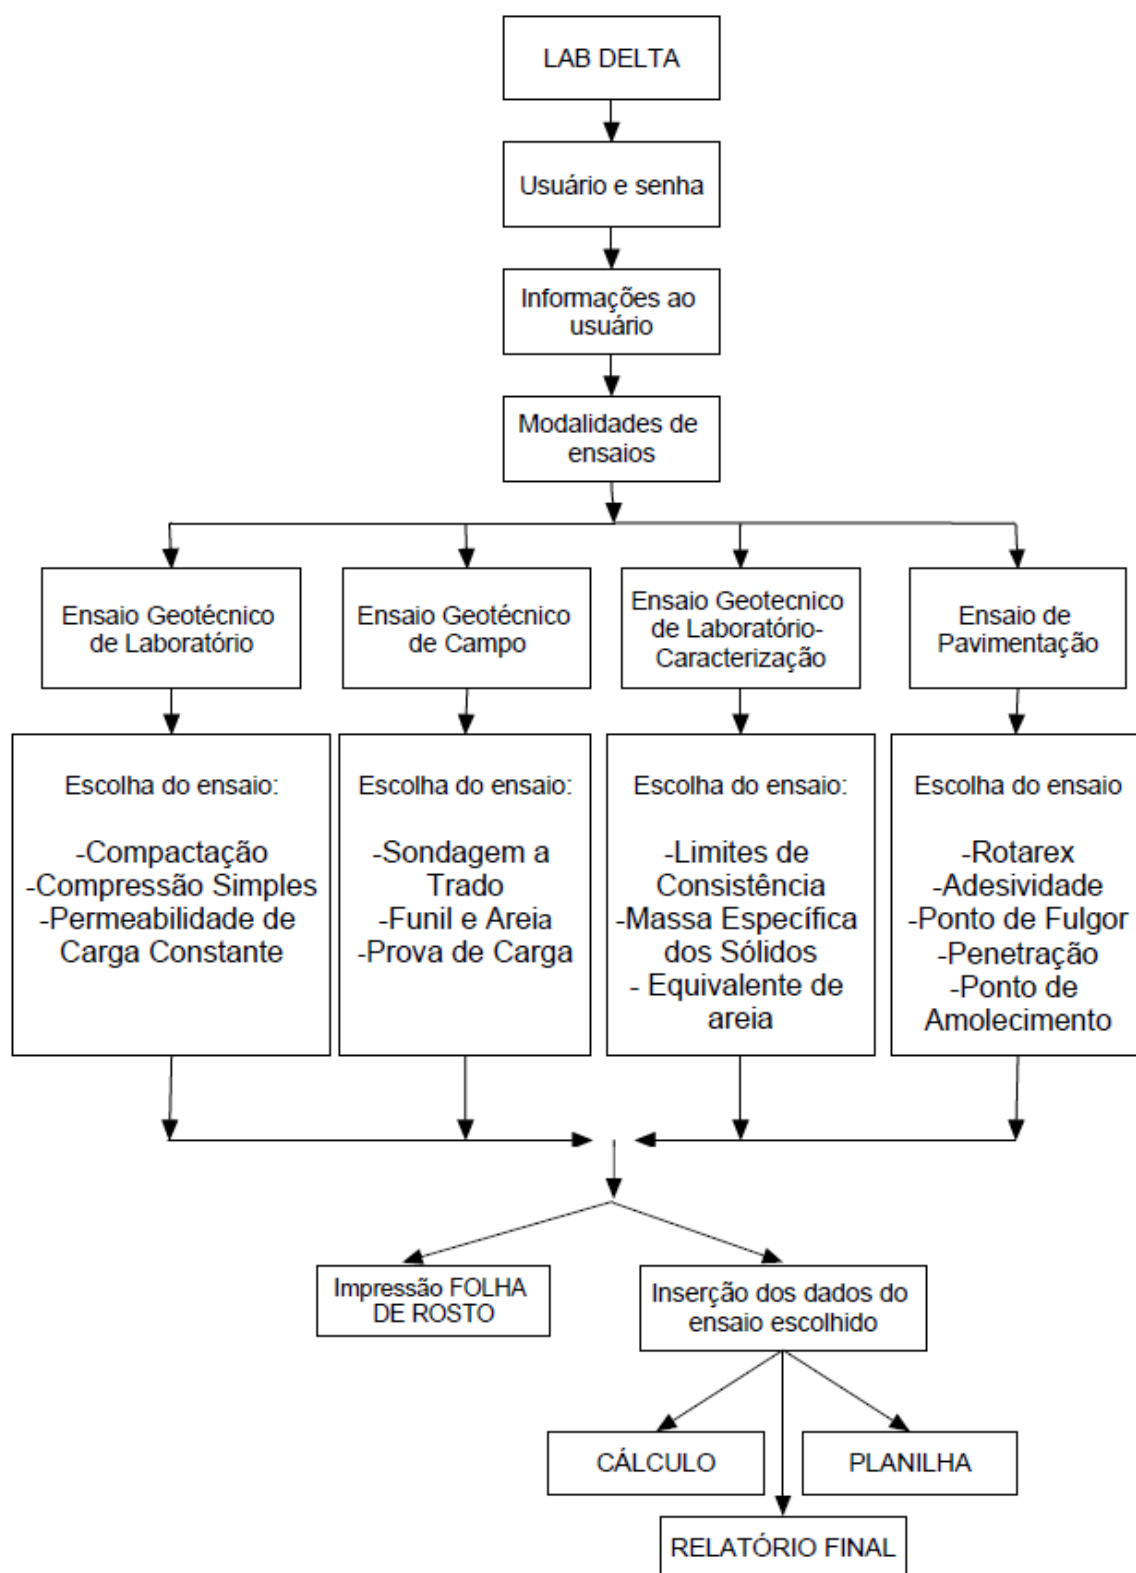 LAB DELTA
Usuário e senha
Informações ao
usuário
Modalidades de
ensaios
Ensaio Geotécnico
de Laboratório
Ensaio Geotécnico
de Campo
Ensaio Geotecnico
de Laboratório-
Caracterização
Ensaio de
Pavimentação
Escolha do ensaio:
-Compactação
-Compressão Simples
-Permeabilidade de
Carga Constante
Escolha do ensaio:
-Sondagem a
Trado
-Funil e Areia
-Prova de Carga
Escolha do ensaio:
-Limites de
Consistência
-Massa Específica
dos Sólidos
- Equivalente de
areia
Escolha do ensaio
-Rotarex
-Adesividade
-Ponto de Fulgor
-Penetração
-Ponto de
Amolecimento
Impressão FOLHA
DE ROSTO
Inserção dos dados do
ensaio escolhido
CÁLCULO
PLANILHA
RELATÓRIO FINAL